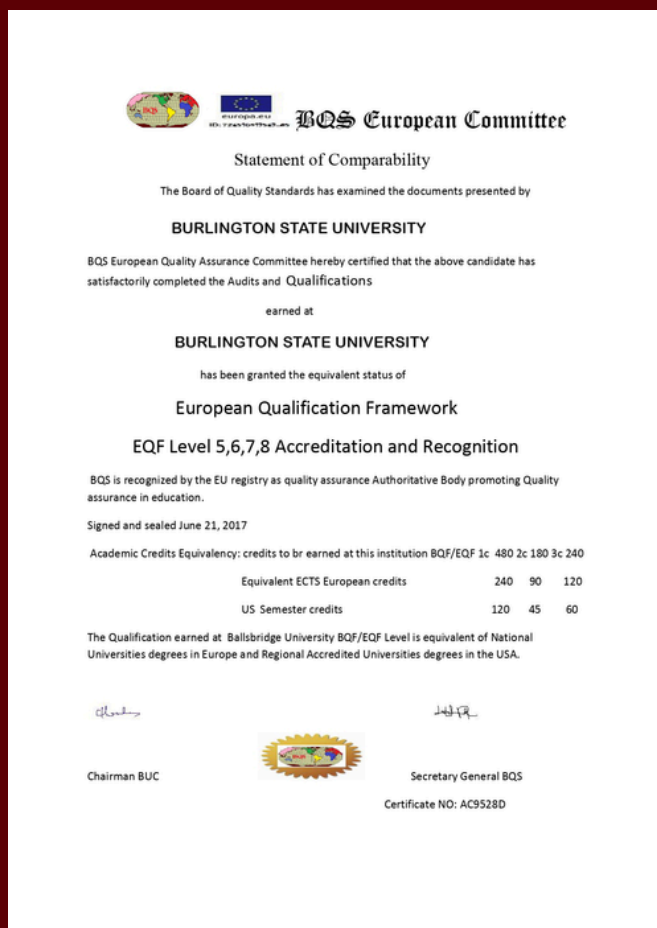 BQS
europa.eu
BQS European Committee
Statement of Comparability
The Board of Quality Standards has examined the documents presented by
BURLINGTON STATE UNIVERSITY
BQS European Quality Assurance Committee hereby certified that the above candidate has
satisfactorily completed the Audits and Qualifications
earned at
BURLINGTON STATE UNIVERSITY
has been granted the equivalent status of
European Qualification Framework
EQF Level 5,6,7,8 Accreditation and Recognition
BQS is recognized by the EU registry as quality assurance Authoritative Body promoting Quality
assurance in education.
Signed and sealed June 21, 2017
Academic Credits Equivalency: credits to br earned at this institution BQF/EQF 1c 480 2c 180 3c 240
Equivalent ECTS European credits 240 90 120
US Semester credits 120 45 60
The Qualification earned at Ballsbridge University BQF/EQF Level is equivalent of National
Universities degrees in Europe and Regional Accredited Universities degrees in the USA.
BQS
Chairman BUC Secretary General BQS
Certificate NO: AC9528D